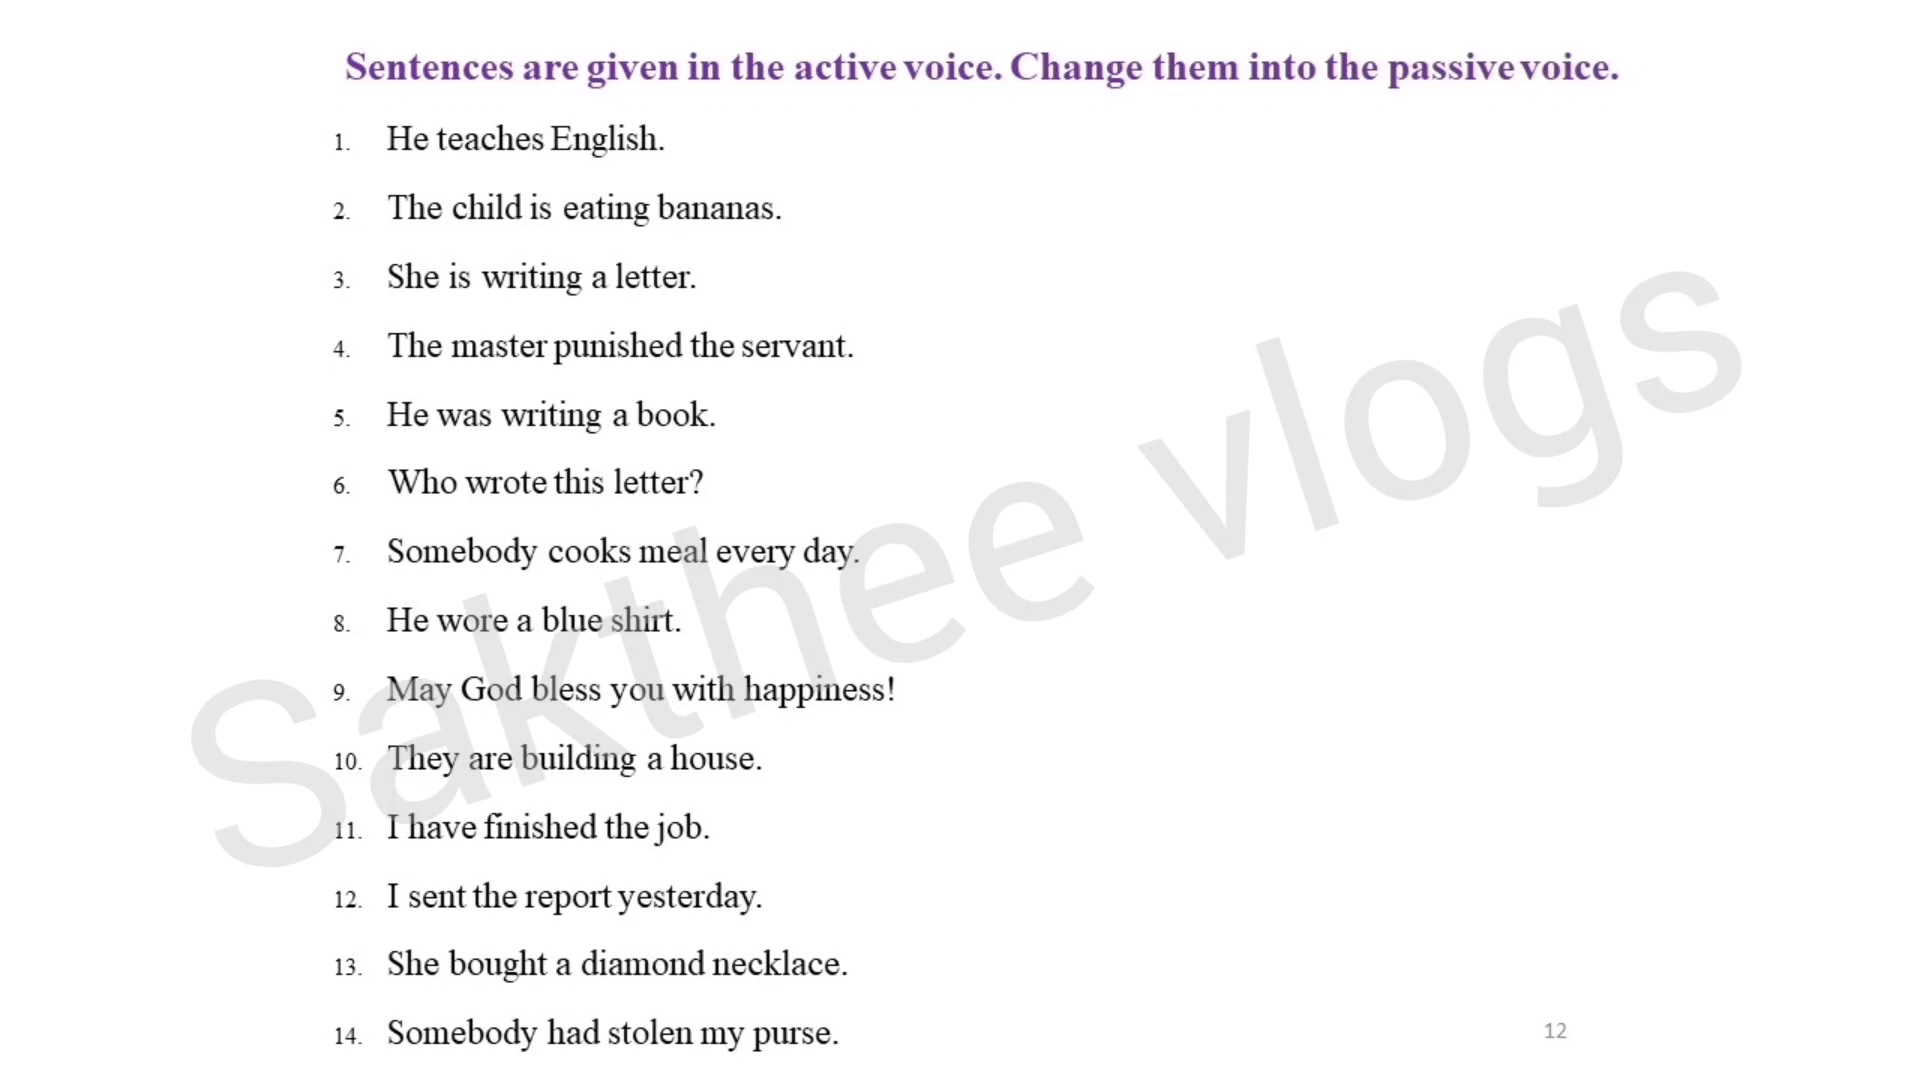 Sentences are given in the active voice. Change them into the passive voice.
1. He teaches English.
2. The child is eating bananas.
3. She is writing a letter.
4. The master punished the servant.
5. He was writing a book.
6. Who wrote this letter?
7. Somebody cooks meal every day.
8. He wore a blue shirt.
9. May God bless you with happiness!
10. They are building a house.
11. I have finished the job.
12. I sent the report yesterday.
13. She bought a diamond necklace.
14. Somebody had stolen my purse.
12
Sakthee vlogs